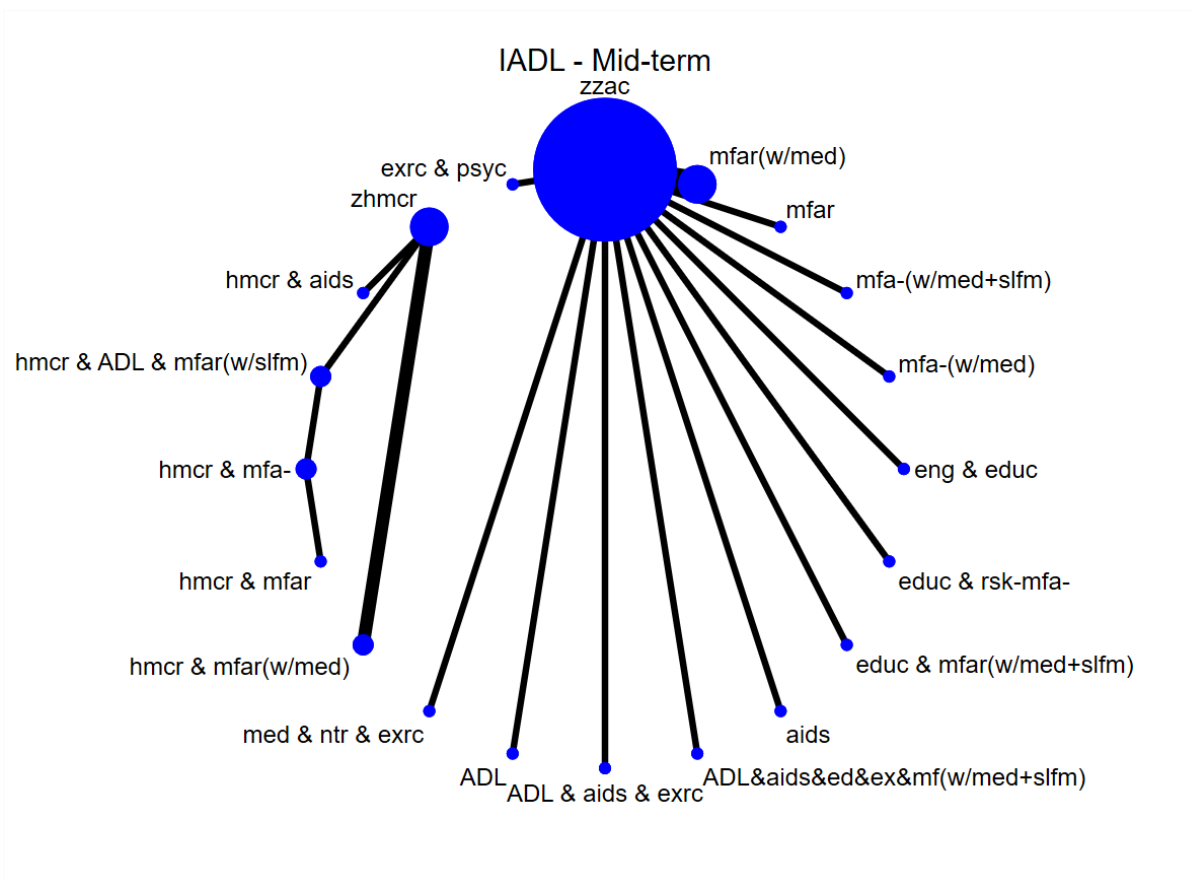 IADL - Mid-term
zzac
mfar(w/med)
exrc & psyc
zhmcr
mfar
hmcr & aids
mfa-(w/med+slfm)
hmcr & ADL & mfar(w/slfm)
mfa-(w/med)
hmcr & mfa-
eng & educ
hmcr & mfar
educ & rsk-mfa-
hmcr & mfar(w/med)
educ & mfar(w/med+slfm)
med & ntr & exrc
aids
ADL
ADL & aids & exrc
ADL&aids&ed&ex&mf(w/med+slfm)